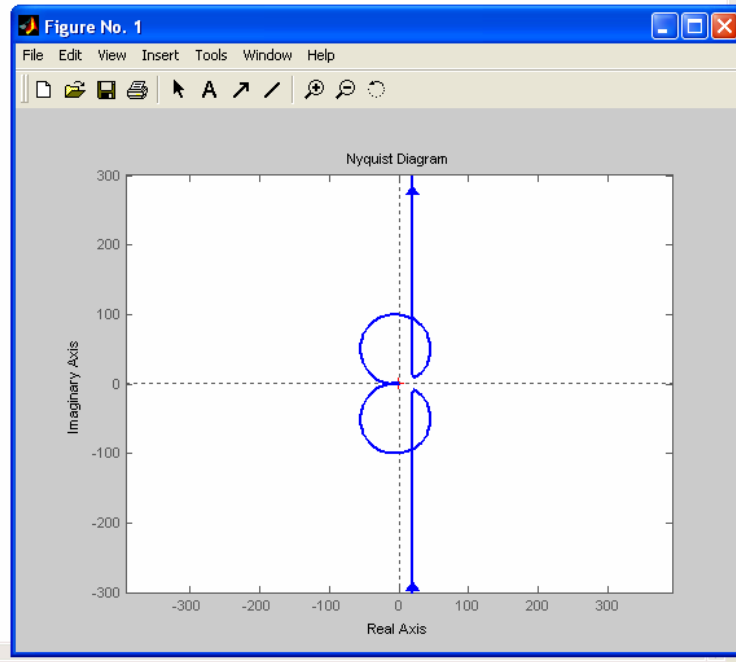 Figure No. 1
File Edit View Insert Tools Window Help
A
Nyquist Diagram
300
200
100
0
-100
-200
-300
Imaginary Axis
-300 -200 -100 0 100 200 300
Real Axis